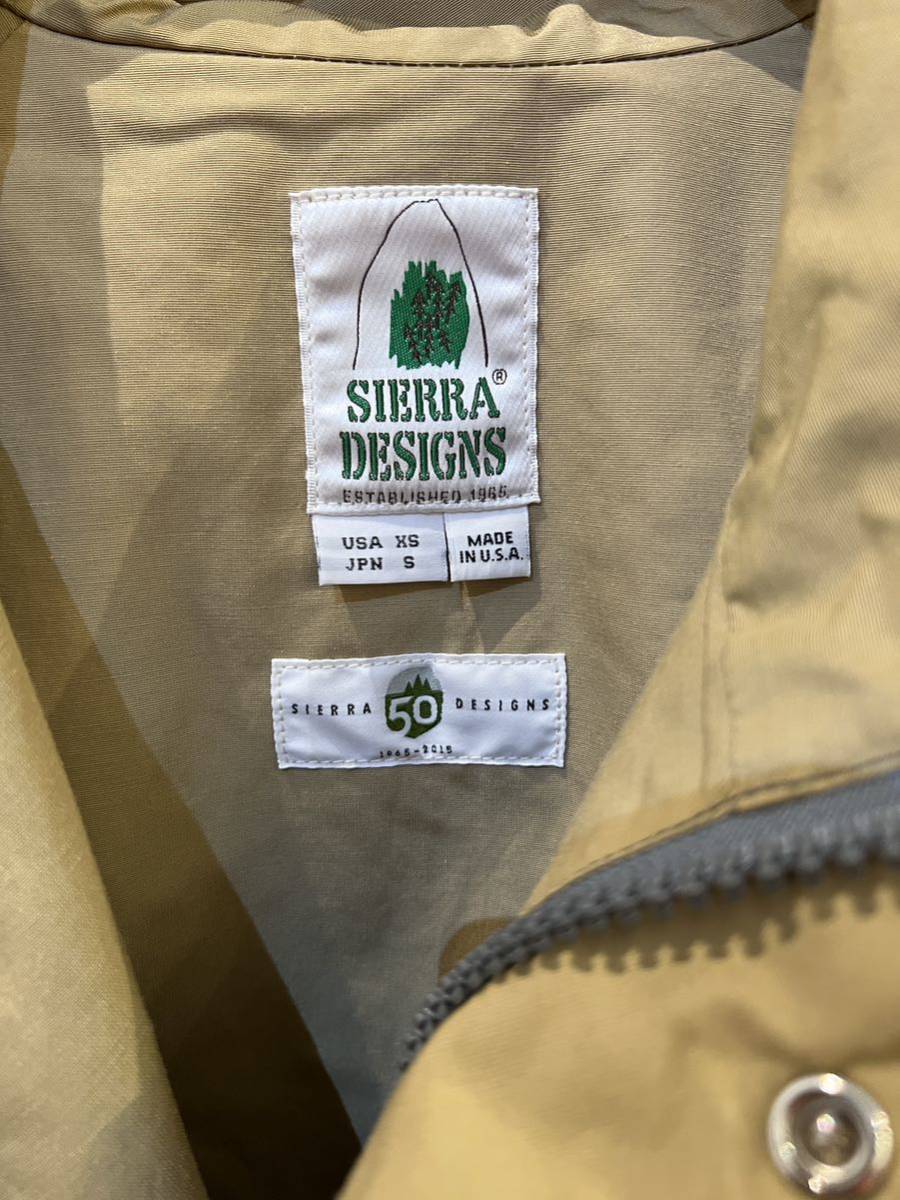 SIERRA®
DESIGNS
ESTABLISHED 1965
USA XS
JPN S
MADE
IN U.S.A.
SIERRA 50 DESIGNS
1965-2015